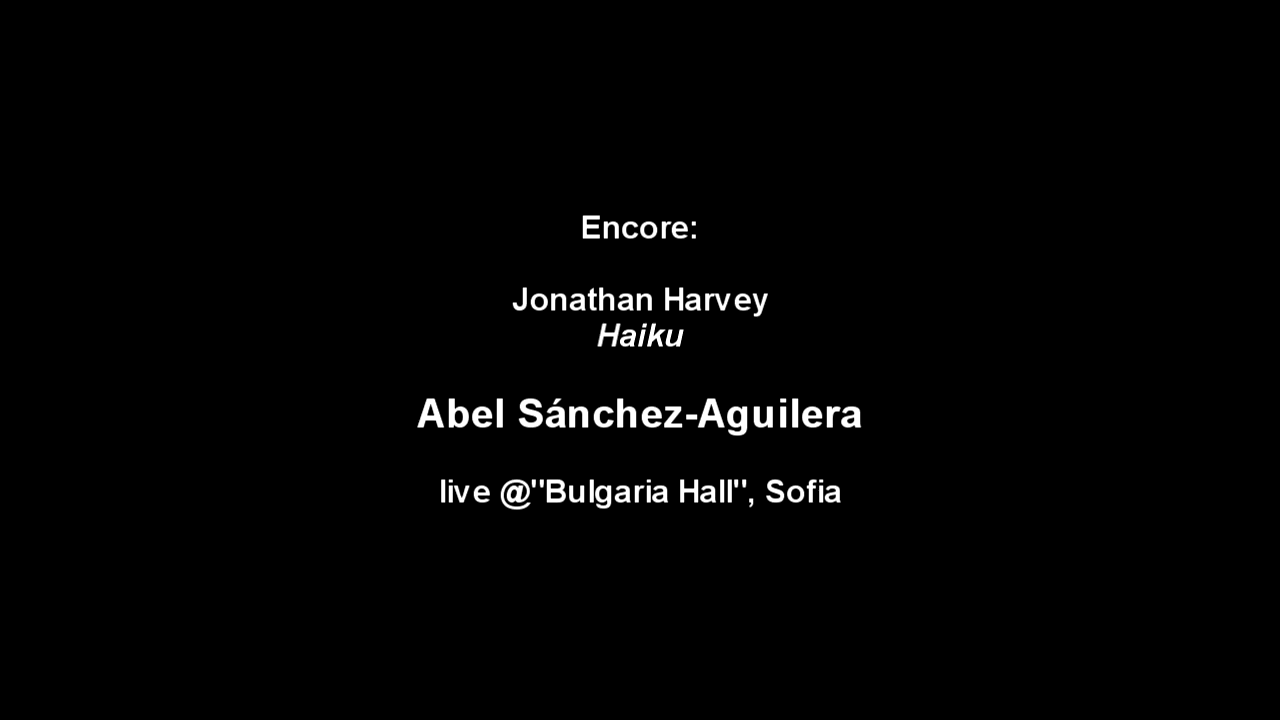 Encore:
Jonathan Harvey
Haiku
Abel Sánchez-Aguilera
live @"Bulgaria Hall", Sofia